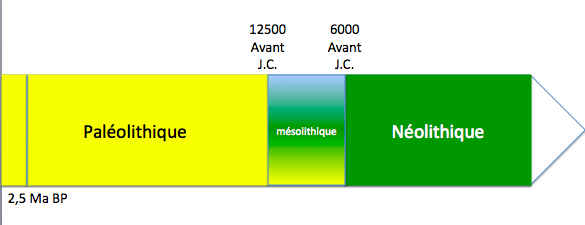 12500
Avant
J.C.
6000
Avant
J.C.
Paléolithique
mésolithique
Néolithique
2,5 Ma BP